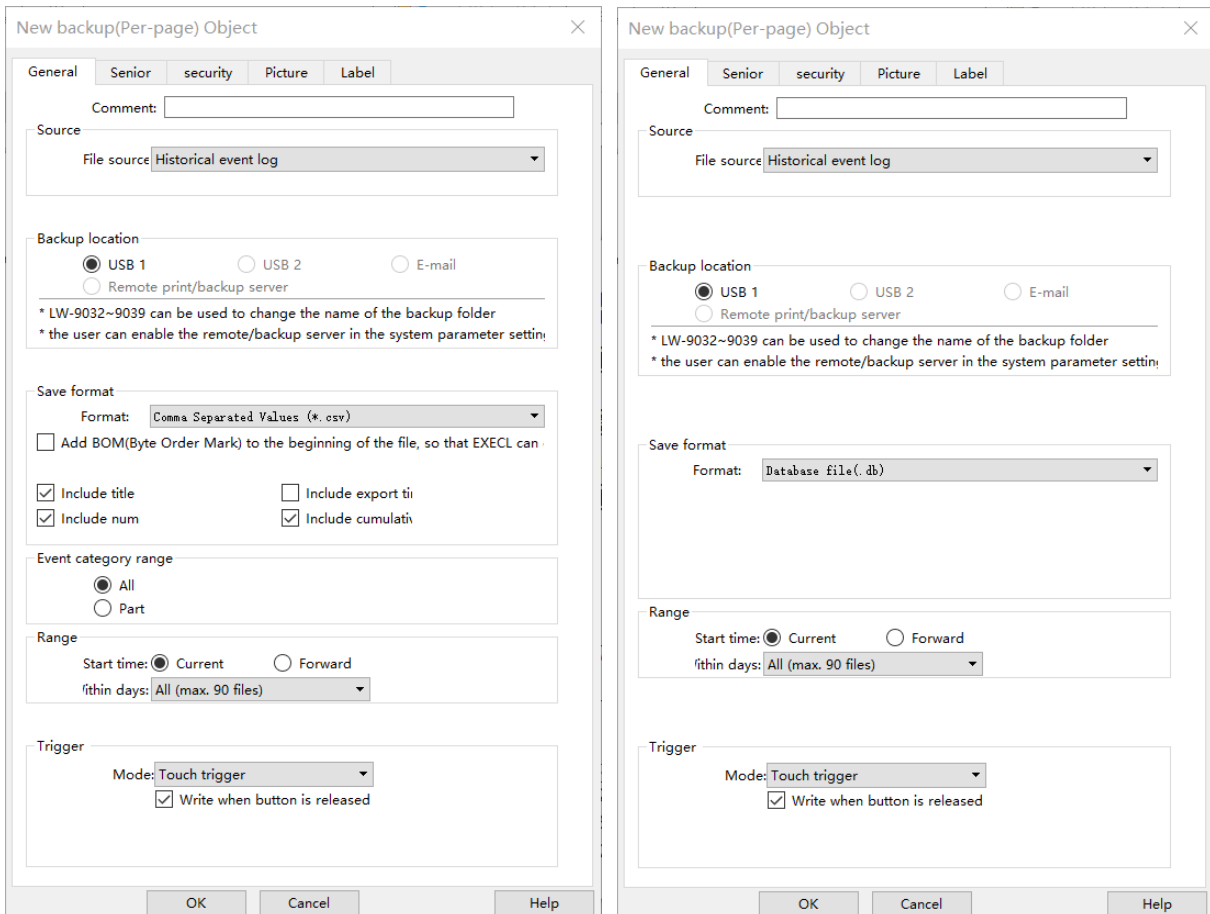 New backup(Per-page) Object
General Senior security Picture Label
Comment:
Source
File source Historical event log
Backup location
USB 1 USB 2 E-mail
Remote print/backup server
* LW-9032~9039 can be used to change the name of the backup folder
* the user can enable the remote/backup server in the system parameter setting
Save format
Format: Comma Separated Values (*.csv)
Add BOM(Byte Order Mark) to the beginning of the file, so that EXECL can
Include title Include export ti
Include num Include cumulativ
Event category range
All
Part
Range
Start time: Current Forward
ithin days: All (max. 90 files)
Trigger
Mode: Touch trigger
Write when button is released
OK Cancel Help
New backup(Per-page) Object
General Senior security Picture Label
Comment:
Source
File source Historical event log
Backup location
USB 1 USB 2 E-mail
Remote print/backup server
* LW-9032~9039 can be used to change the name of the backup folder
* the user can enable the remote/backup server in the system parameter setting
Save format
Format: Database file(.db)
Range
Start time: Current Forward
ithin days: All (max. 90 files)
Trigger
Mode: Touch trigger
Write when button is released
OK Cancel Help